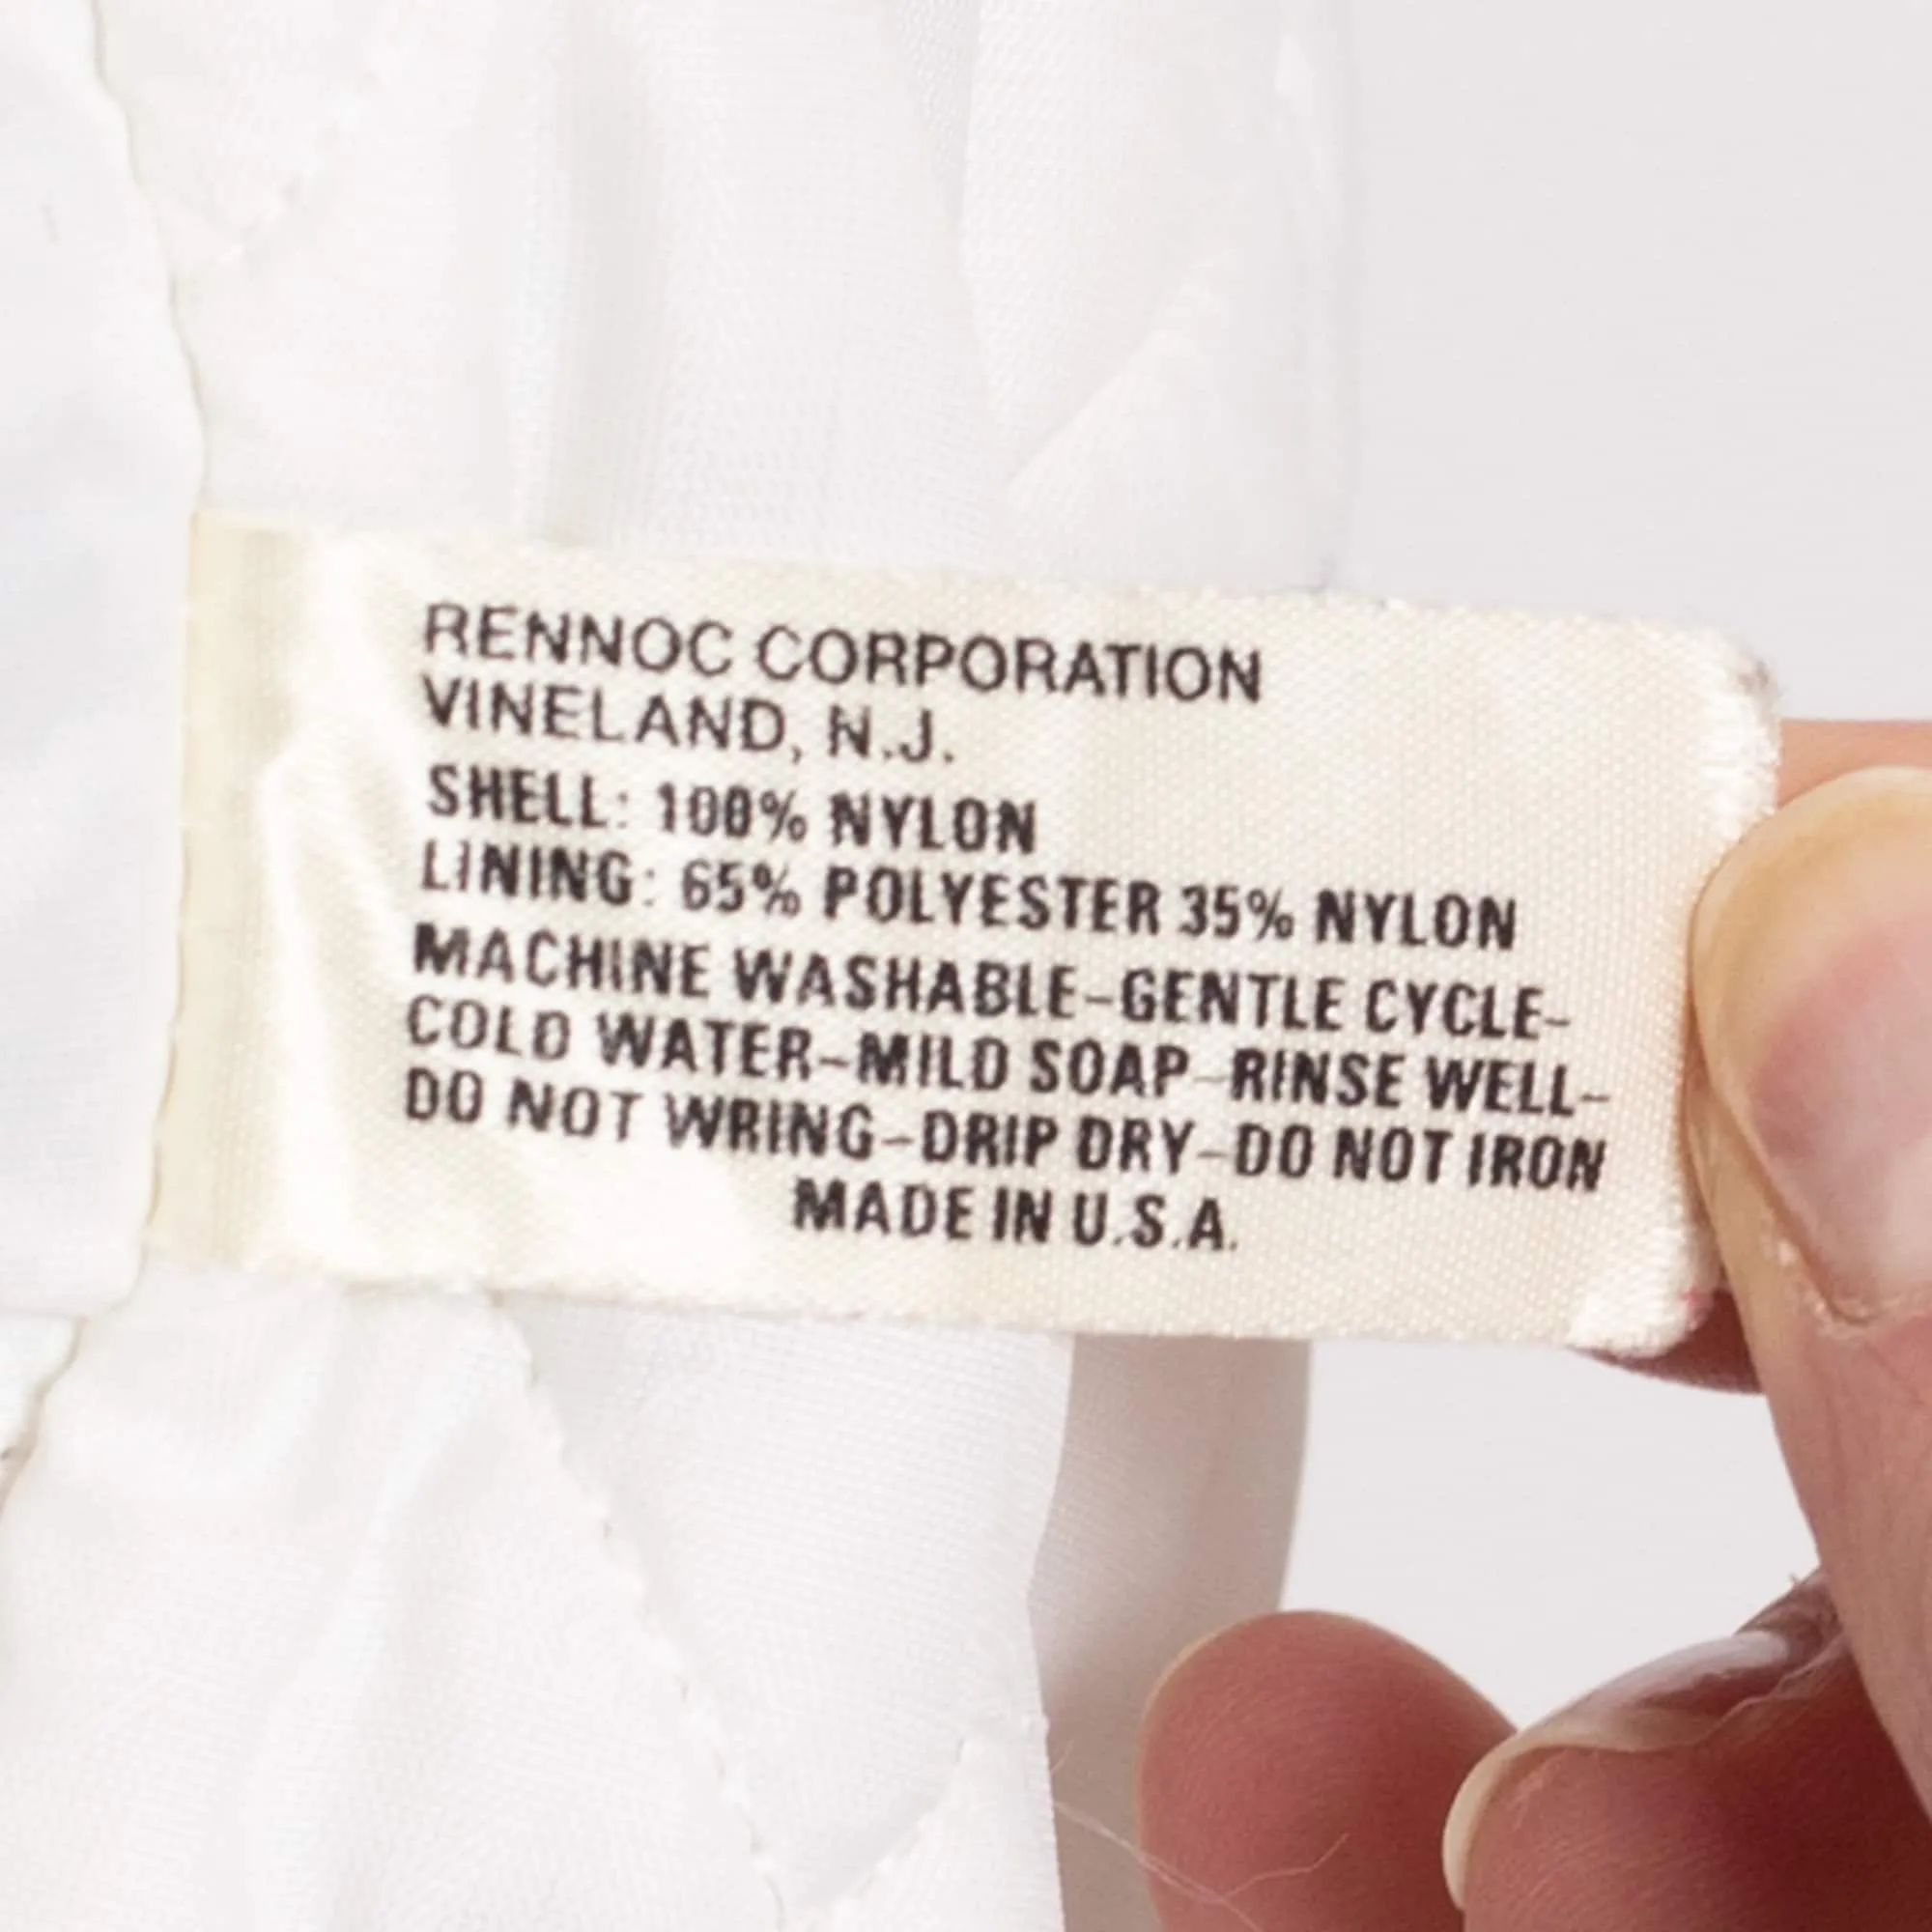 RENNOC CORPORATION
VINELAND, N.J.
SHELL: 100% NYLON
LINING: 65% POLYESTER 35% NYLON
MACHINE WASHABLE-GENTLE CYCLE-
COLD WATER-MILD SOAP-RINSE WELL-
DO NOT WRING-DRIP DRY-DO NOT IRON
MADE IN U.S.A.